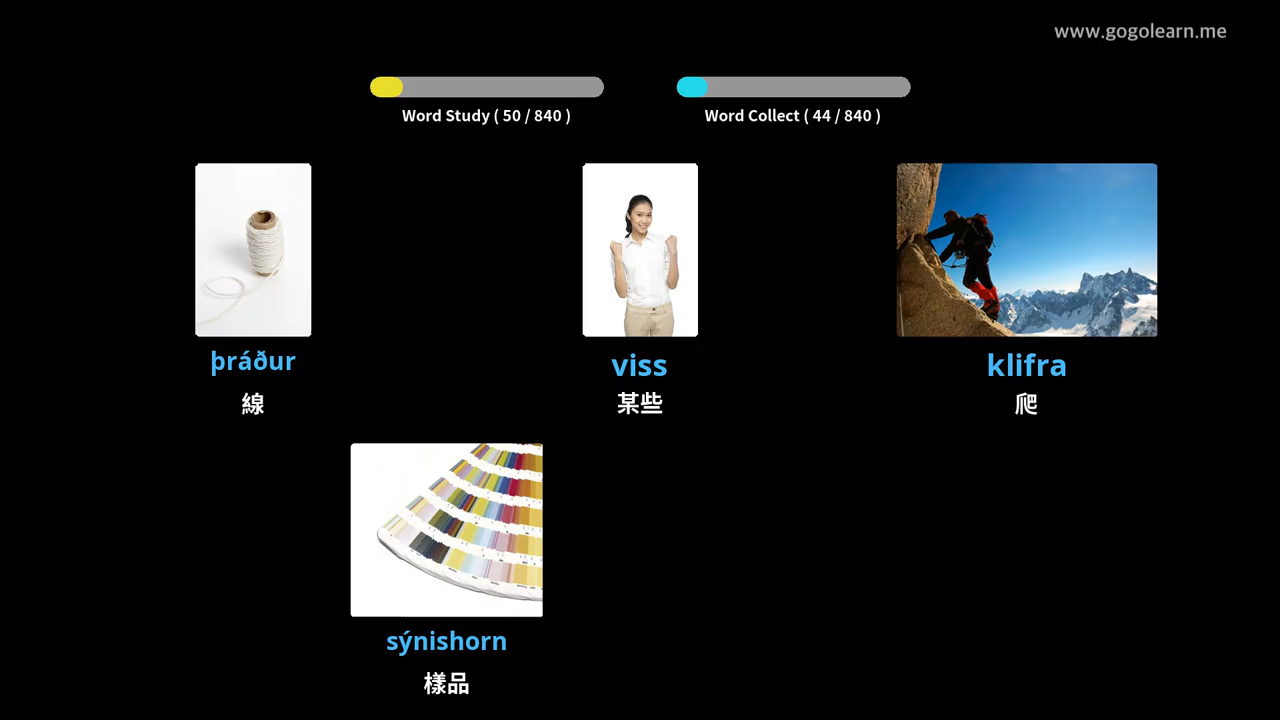 www.gogolearn.me
Word Study ( 50 / 840 )
Word Collect ( 44 / 840 )
þráður
viss
klifra
線
某些
爬
sýnishorn
樣品